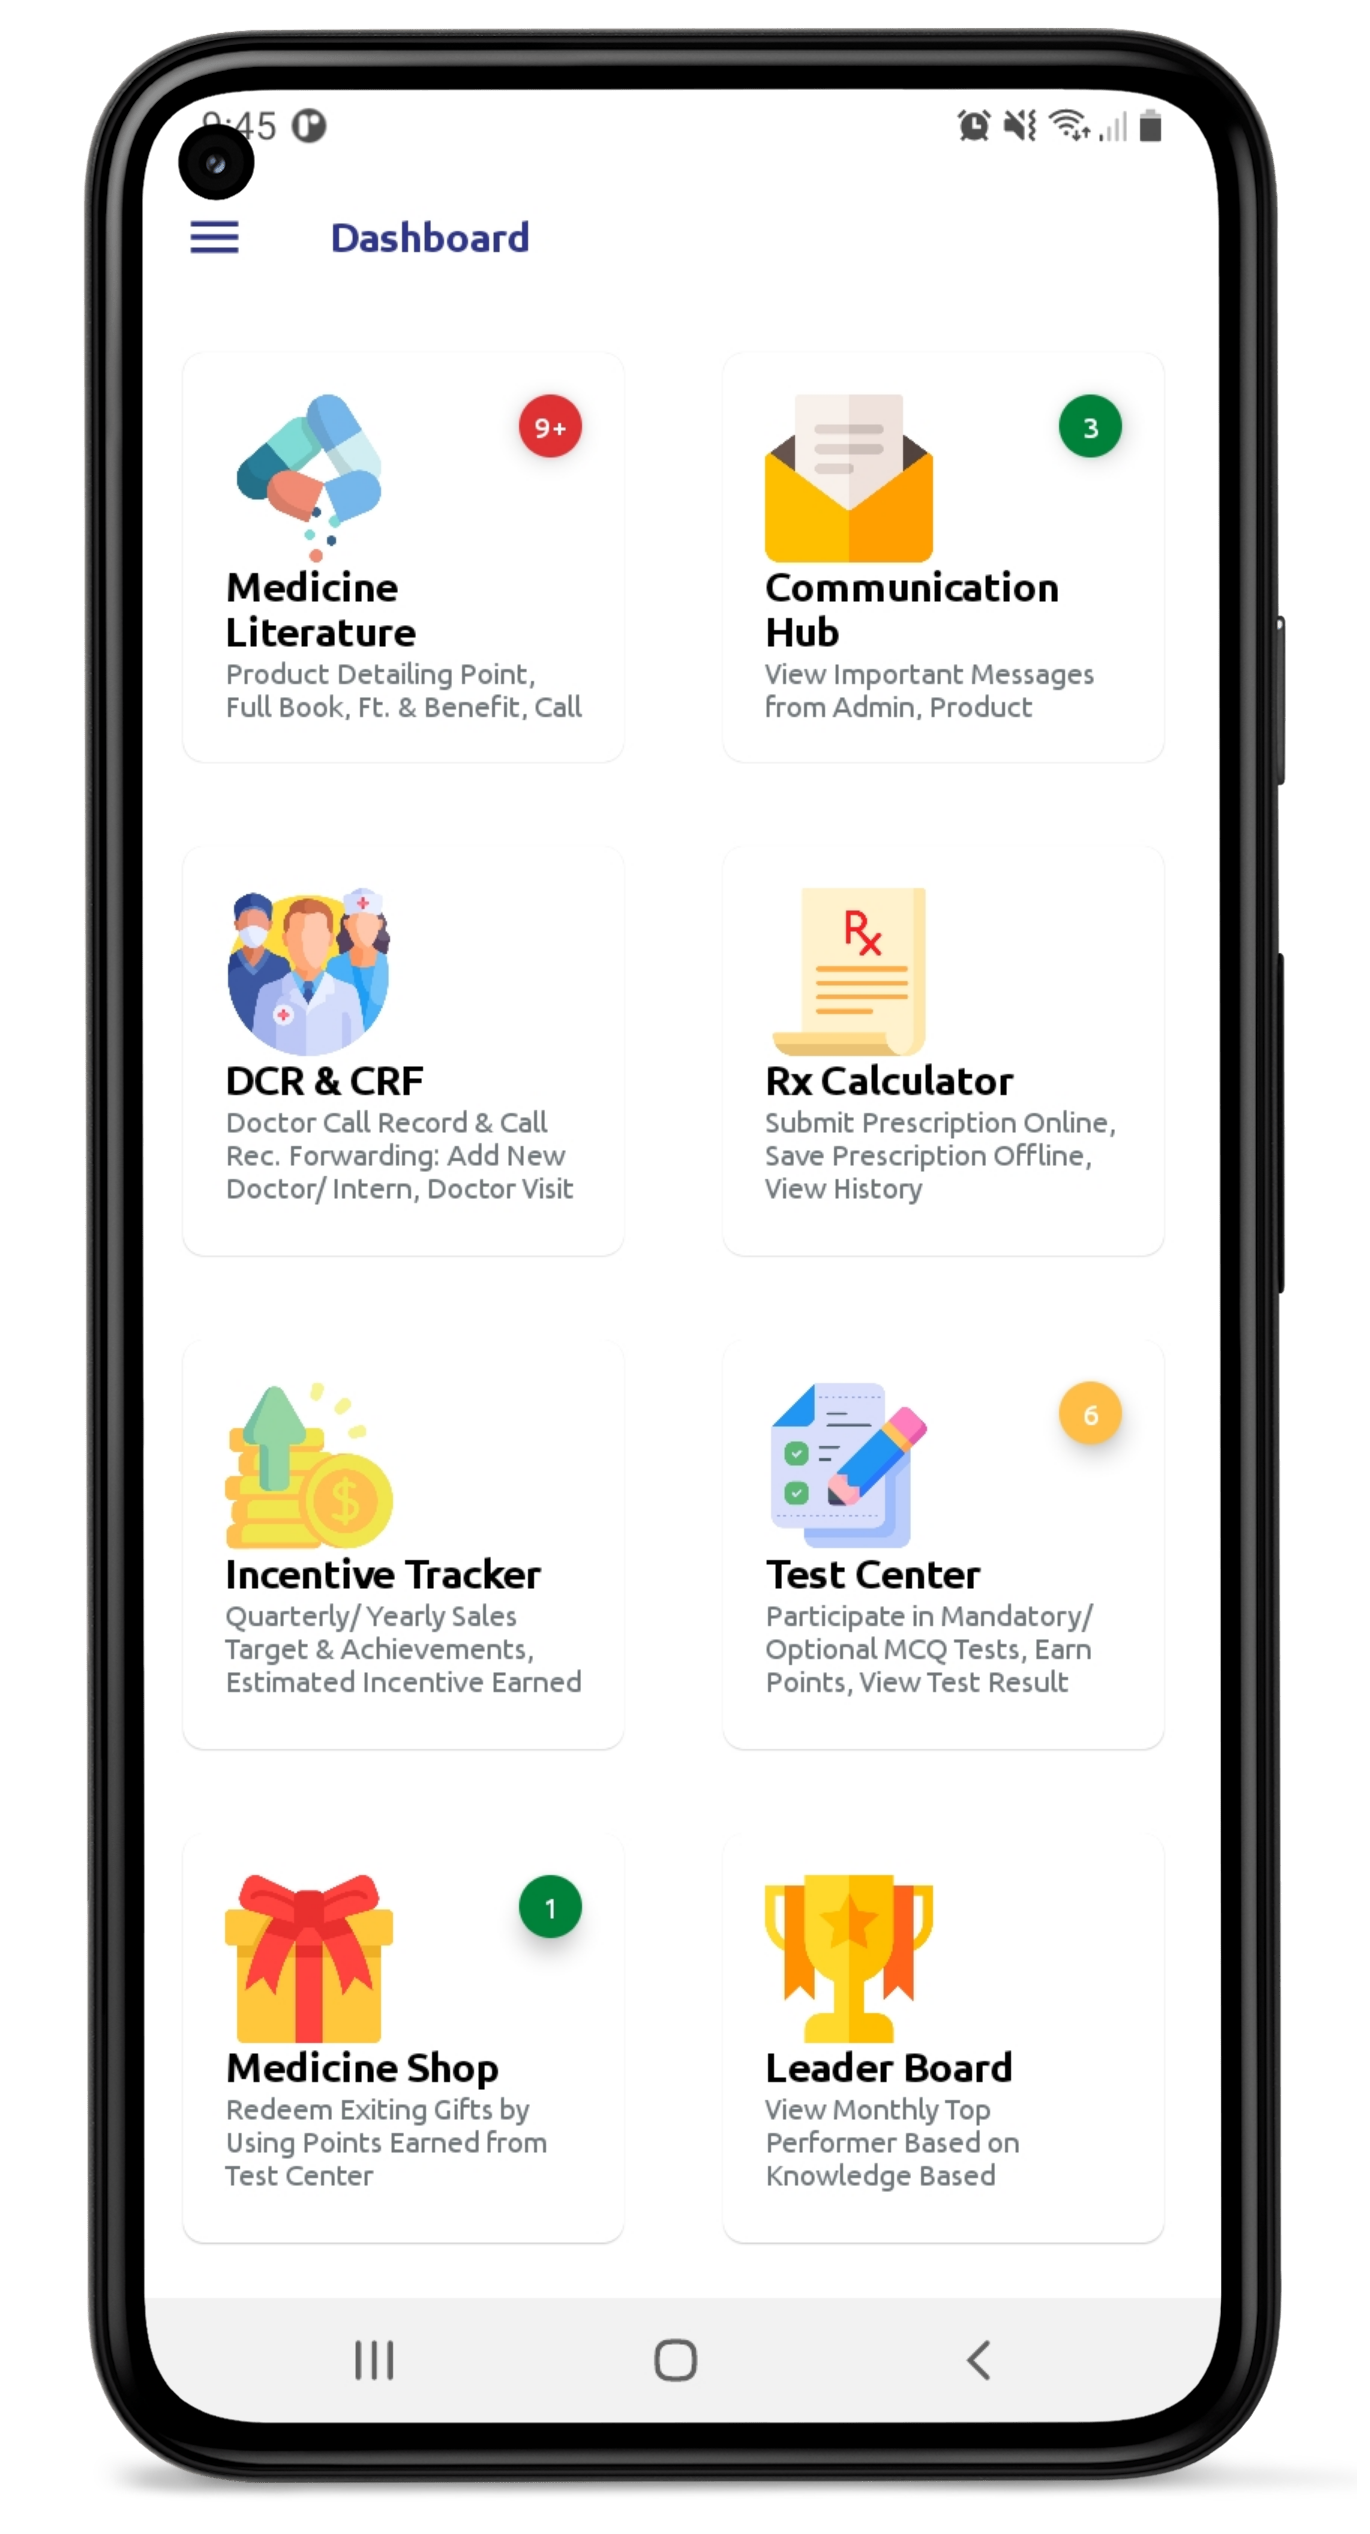 9:45
Dashboard
9+
Medicine
Literature
Product Detailing Point,
Full Book, Ft. & Benefit, Call
3
Communication
Hub
View Important Messages
from Admin, Product
DCR & CRF
Doctor Call Record & Call
Rec. Forwarding: Add New
Doctor/ Intern, Doctor Visit
Rx
Rx Calculator
Submit Prescription Online,
Save Prescription Offline,
View History
$
Incentive Tracker
Quarterly/ Yearly Sales
Target & Achievements,
Estimated Incentive Earned
6
Test Center
Participate in Mandatory/
Optional MCQ Tests, Earn
Points, View Test Result
1
Medicine Shop
Redeem Exiting Gifts by
Using Points Earned from
Test Center
Leader Board
View Monthly Top
Performer Based on
Knowledge Based